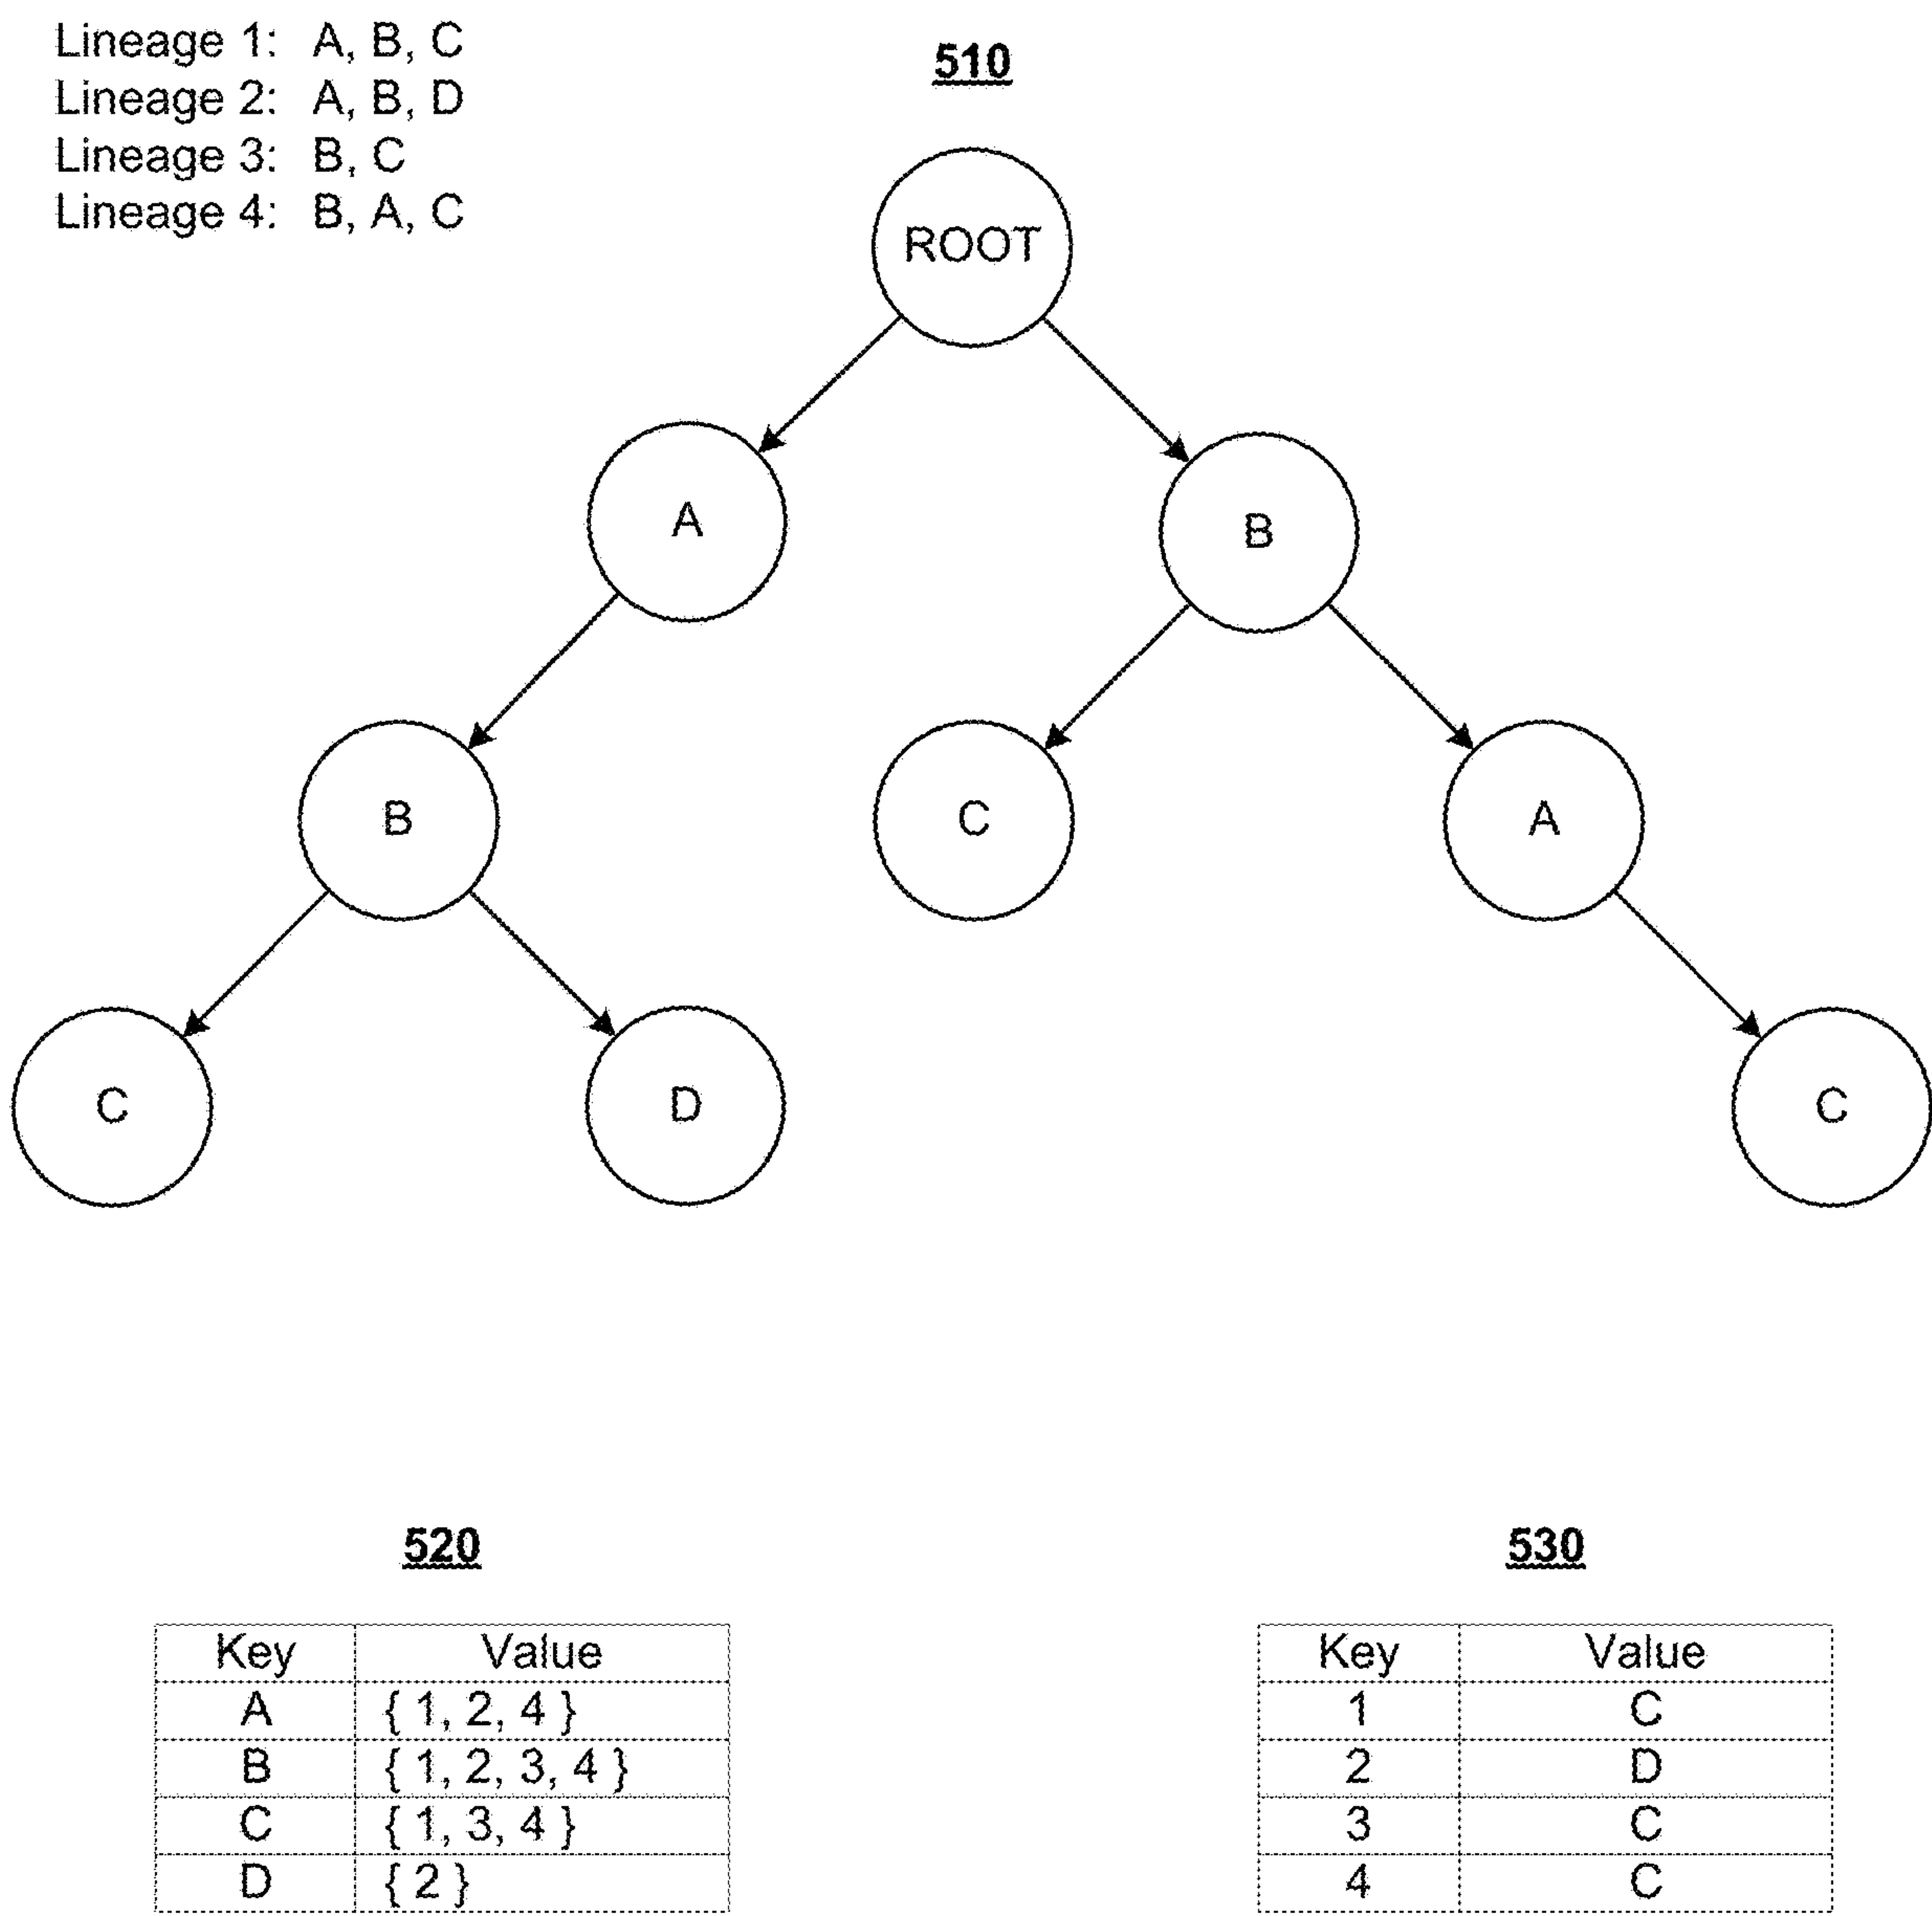 Lineage 1: A, B, C
Lineage 2: A, B, D
Lineage 3: B, C
Lineage 4: B, A, C
510
ROOT
A
B
B
C
A
C
D
C
520
Key Value
A { 1, 2, 4 }
B { 1, 2, 3, 4 }
C { 1, 3, 4 }
D { 2 }
530
Key Value
1 C
2 D
3 C
4 C